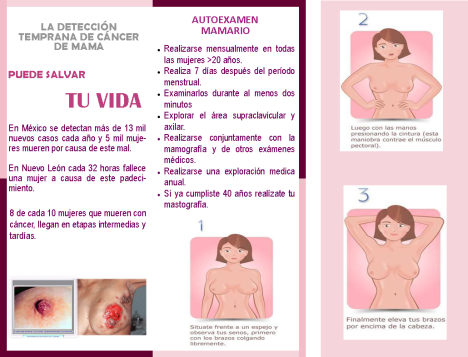 LA DETECCIÓN
TEMPRANA DE CÁNCER
DE MAMA
PUEDE SALVAR
TU VIDA
En México se detectan más de 13 mil
nuevos casos cada año y 5 mil muje-
res mueren por causa de este mal.
En Nuevo León cada 32 horas fallece
una mujer a causa de este padeci-
miento.
8 de cada 10 mujeres que mueren con
cáncer, llegan en etapas intermedias y
tardías.
AUTOEXAMEN
MAMARIO
• Realizarse mensualmente en todas
las mujeres >20 años.
• Realiza 7 días después del período
menstrual.
• Examinarlos durante al menos dos
minutos
• Explorar el área supraclavicular y
axilar.
• Realizarse conjuntamente con la
mamografía y de otros exámenes
médicos.
• Realizarse una exploración medica
anual.
• Si ya cumpliste 40 años realizate tu
mastografía.
1
Situate frente a un espejo y
observa tus senos, primero
con los brazos colgando
libremente.
2
Luego con las manos
presionando la cintura (esta
maniobra contrae el músculo
pectoral).
3
Finalmente eleva tus brazos
por encima de la cabeza.